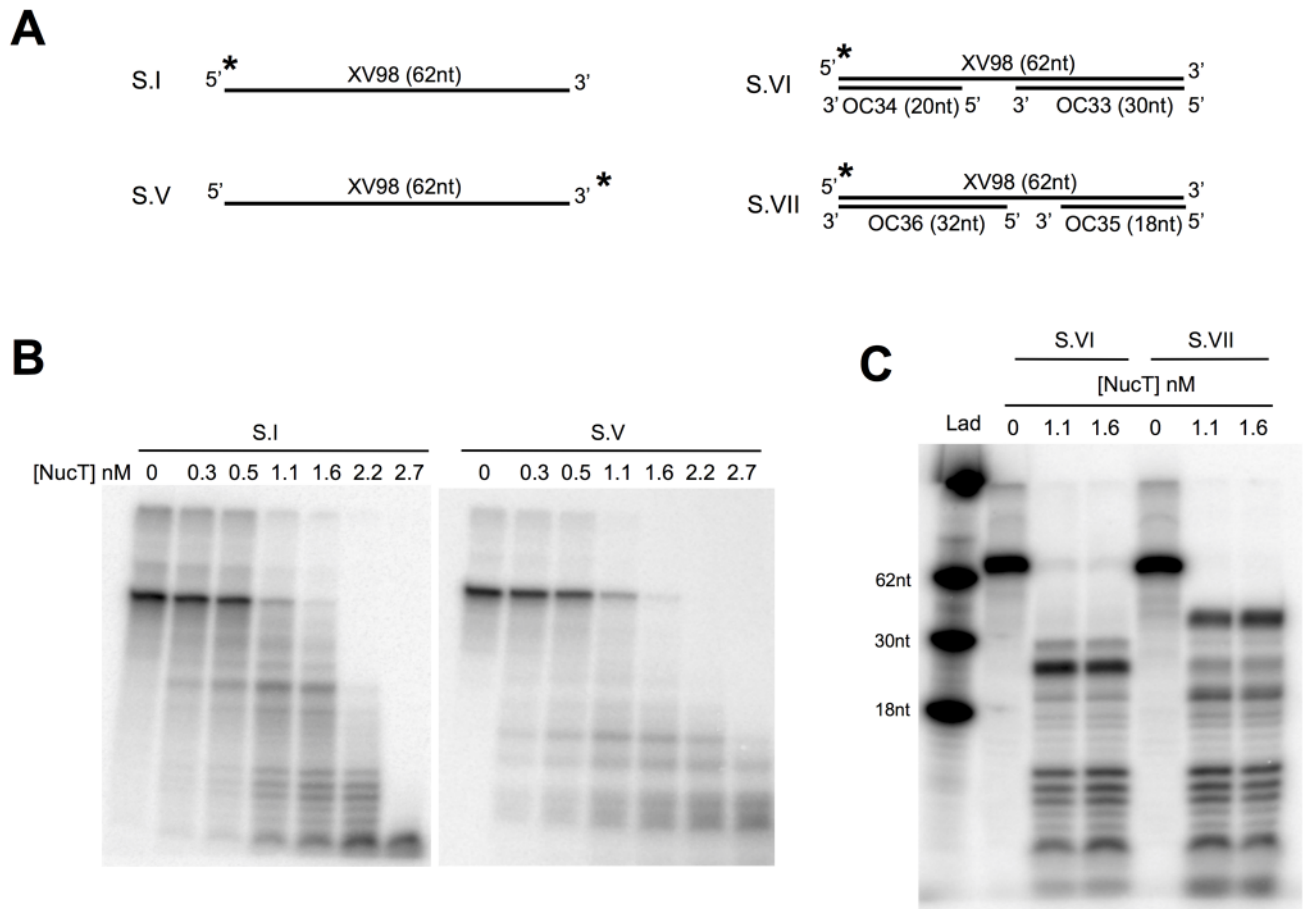 A
S.I
5' * XV98 (62nt) 3'
S.V
5' XV98 (62nt) 3' *
S.VI
5' * XV98 (62nt) 3'
3' OC34 (20nt) 5' 3' OC33 (30nt) 5'
S.VII
5' * XV98 (62nt) 3'
3' OC36 (32nt) 5' 3' OC35 (18nt) 5'
B
S.I S.V
[NucT] nM 0 0.3 0.5 1.1 1.6 2.2 2.7 0 0.3 0.5 1.1 1.6 2.2 2.7
C
S.VI S.VII
[NucT] nM
Lad 0 1.1 1.6 0 1.1 1.6
62nt
30nt
18nt